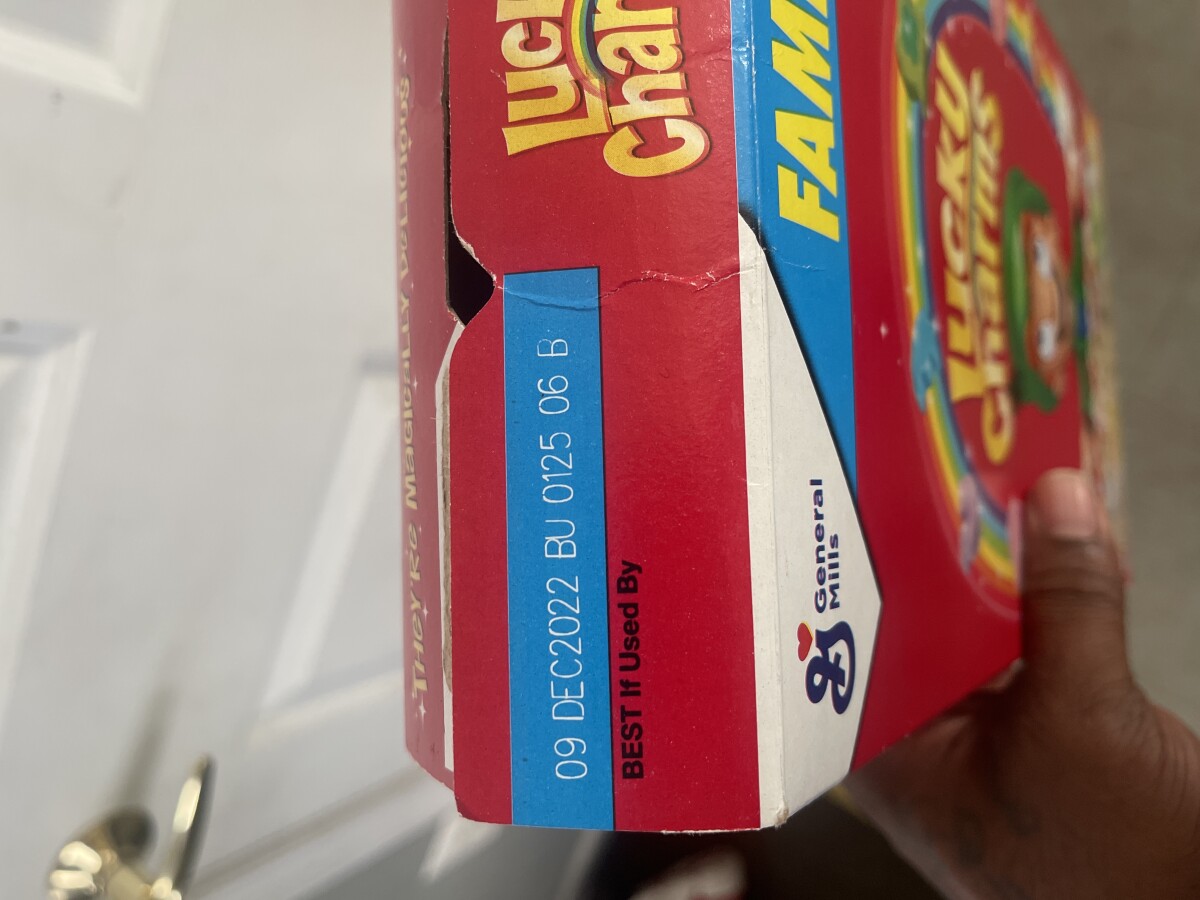 They're Magically Delicious
Lucky
Charms
09 DEC2022 BU 0125 06 B
BEST If Used By
FAMI
General
Mills
Lucky
Charms